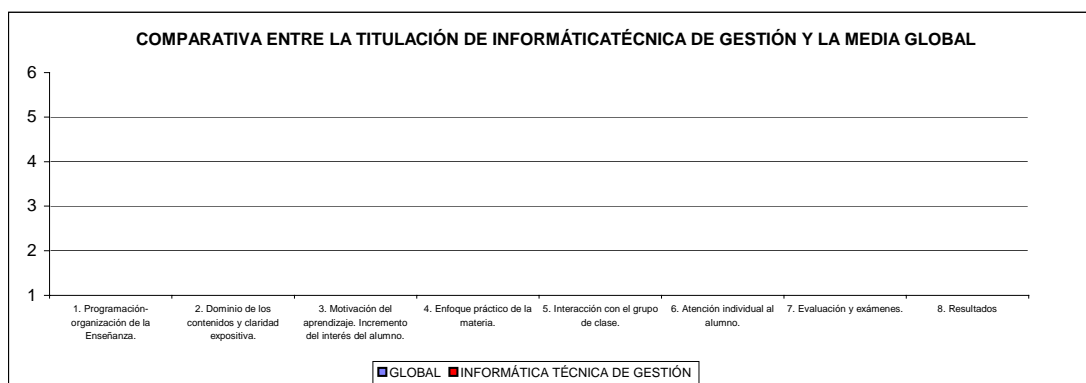 COMPARATIVA ENTRE LA TITULACIÓN DE INFORMÁTICATÉCNICA DE GESTIÓN Y LA MEDIA GLOBAL
6
5
4
3
2
1
1. Programación-
organización de la
Enseñanza.
2. Dominio de los
contenidos y claridad
expositiva.
3. Motivación del
aprendizaje. Incremento
del interés del alumno.
4. Enfoque práctico de la
materia.
5. Interacción con el grupo
de clase.
6. Atención individual al
alumno.
7. Evaluación y exámenes.
8. Resultados
GLOBAL
INFORMÁTICA TÉCNICA DE GESTIÓN